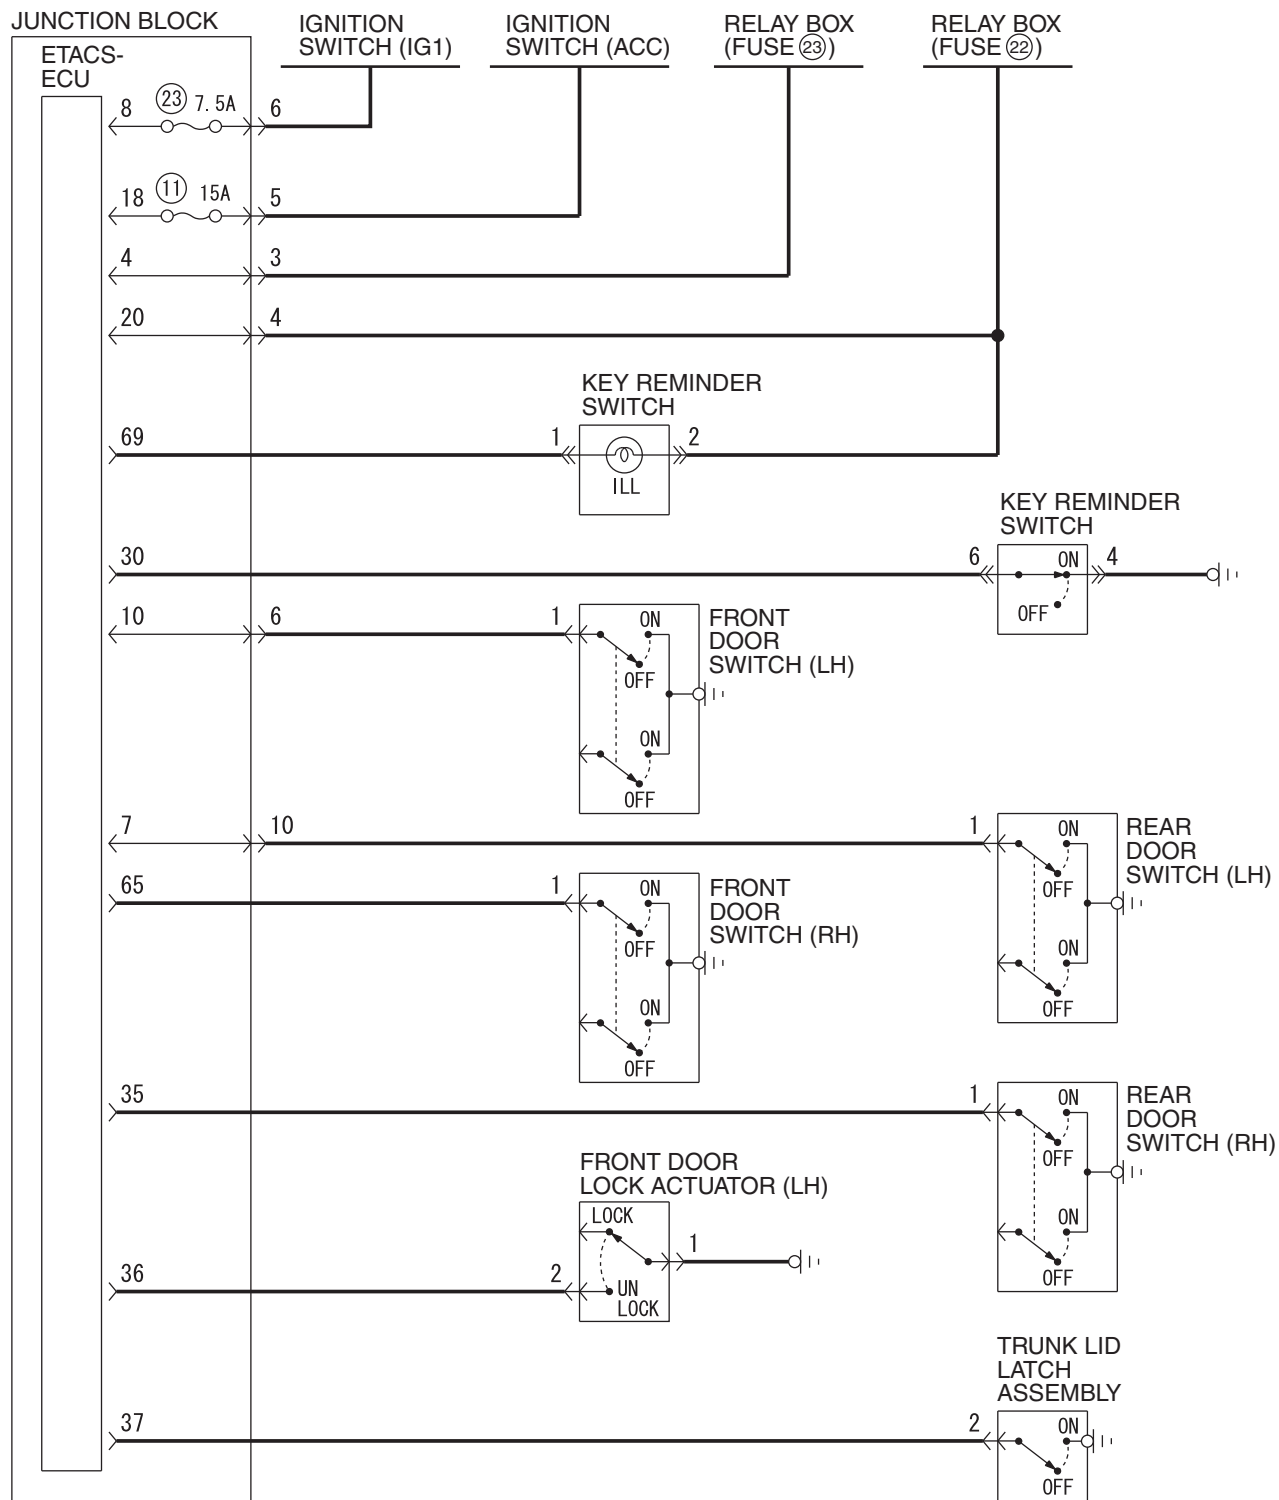 JUNCTION BLOCK
ETACS-
ECU
IGNITION
SWITCH (IG1)
IGNITION
SWITCH (ACC)
RELAY BOX
(FUSE 23)
RELAY BOX
(FUSE 22)
8
23
7.5A
6
18
11
15A
5
4
3
20
4
KEY REMINDER
SWITCH
69
1
2
ILL
KEY REMINDER
SWITCH
30
6
ON
4
OFF
10
6
1
ON
OFF
ON
OFF
FRONT
DOOR
SWITCH (LH)
7
10
1
ON
OFF
ON
OFF
REAR
DOOR
SWITCH (LH)
65
1
ON
OFF
ON
OFF
FRONT
DOOR
SWITCH (RH)
35
1
ON
OFF
ON
OFF
REAR
DOOR
SWITCH (RH)
FRONT DOOR
LOCK ACTUATOR (LH)
LOCK
1
36
2
UN
LOCK
TRUNK LID
LATCH
ASSEMBLY
37
2
ON
OFF